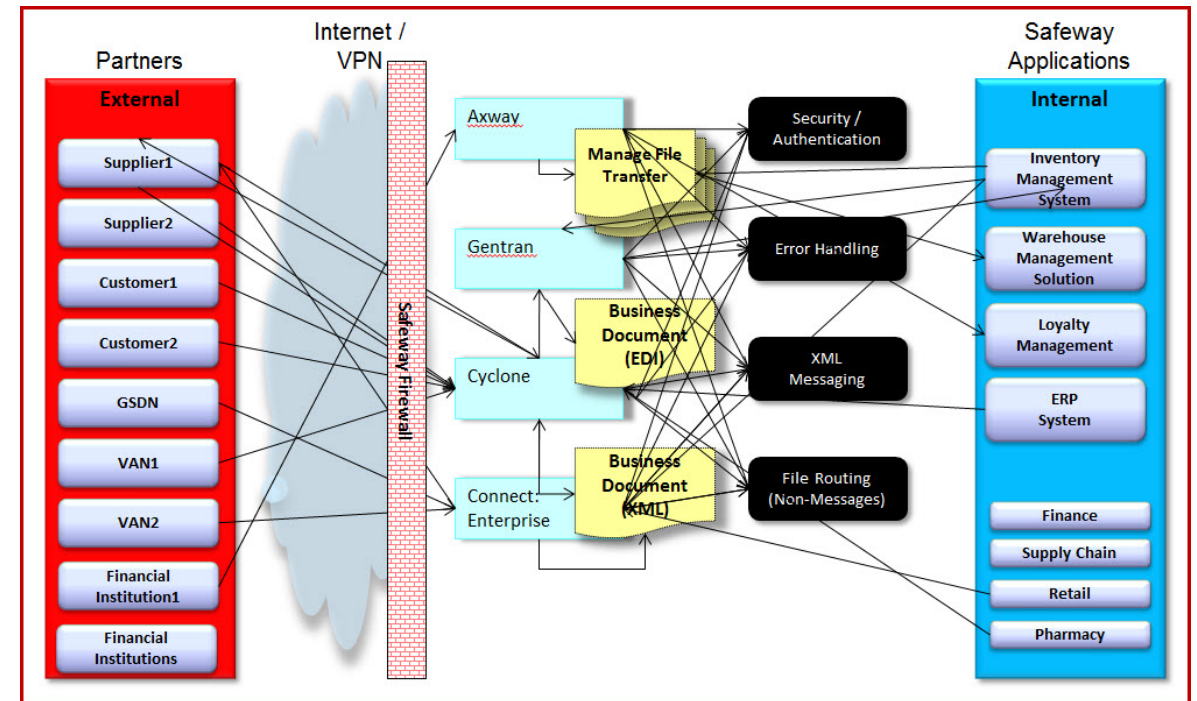 Partners
External
Supplier1
Supplier2
Customer1
Customer2
GSDN
VAN1
VAN2
Financial
Institution1
Financial
Institutions
Internet /
VPN
Safeway Firewall
Axway
Gentran
Cyclone
Connect:
Enterprise
Manage File
Transfer
Business
Document
(EDI)
Business
Document
(XML)
Security /
Authentication
Error Handling
XML
Messaging
File Routing
(Non-Messages)
Safeway
Applications
Internal
Inventory
Management
System
Warehouse
Management
Solution
Loyalty
Management
ERP
System
Finance
Supply Chain
Retail
Pharmacy